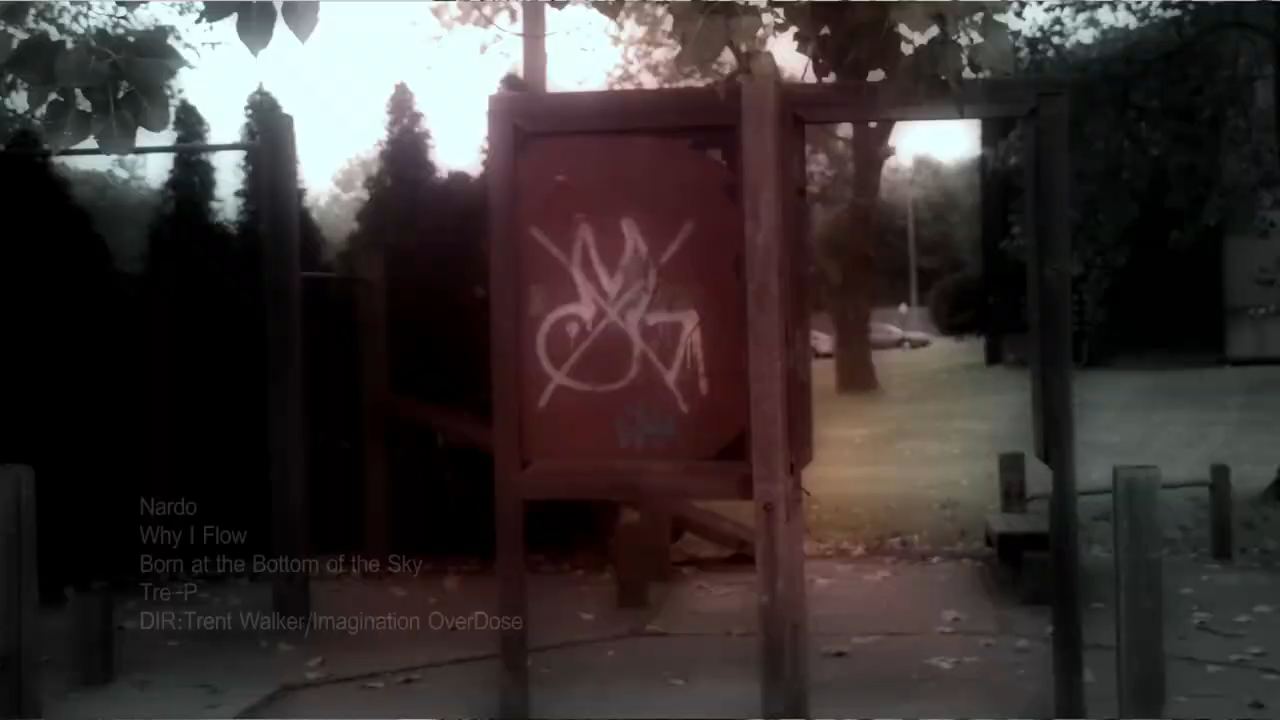 Nardo
Why I Flow
Born at the Bottom of the Sky
Tre-P
DIR:Trent Walker/Imagination OverDose